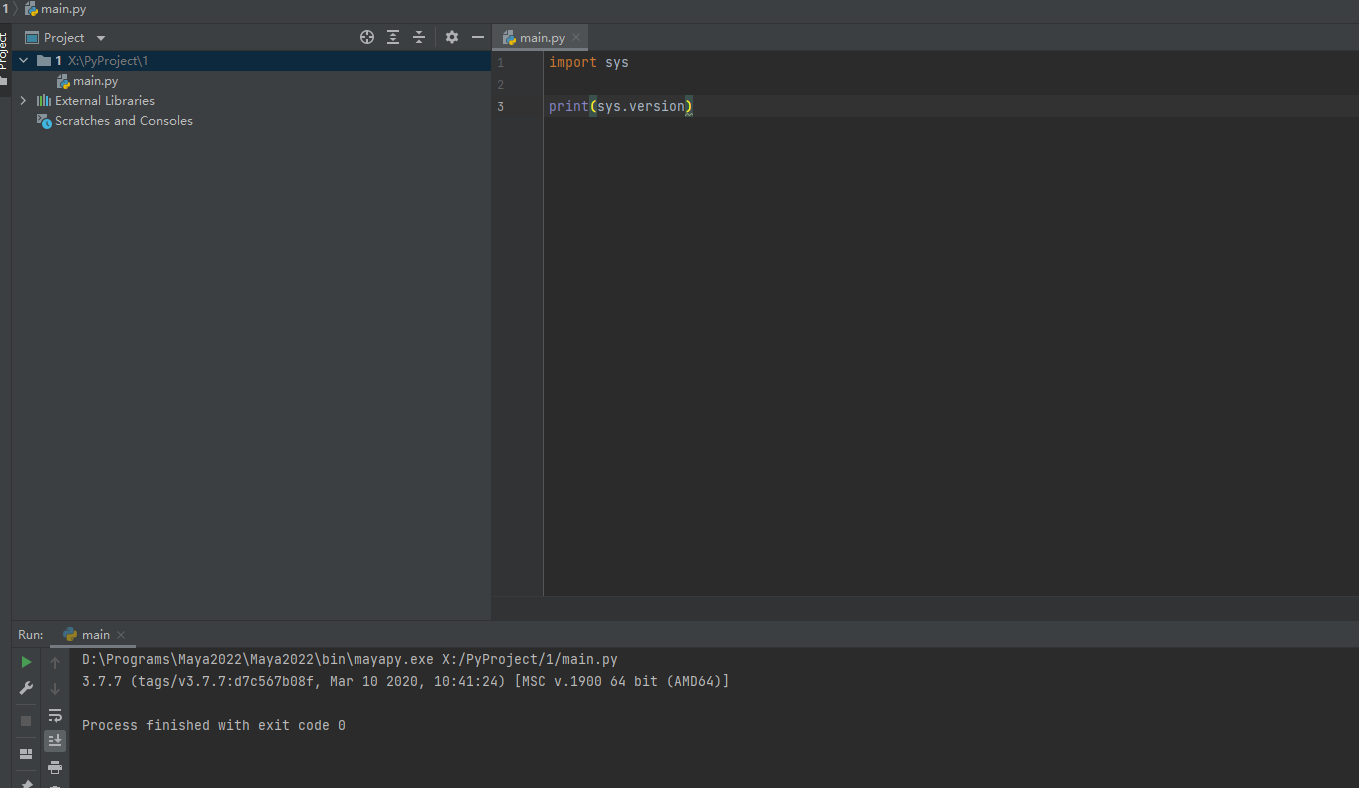 1 main.py
Project
Project
1 X:\PyProject\1
main.py
External Libraries
Scratches and Consoles
main.py
1 import sys
2
3 print(sys.version)
Run: main
D:\Programs\Maya2022\Maya2022\bin\mayapy.exe X:/PyProject/1/main.py
3.7.7 (tags/v3.7.7:d7c567b08f, Mar 10 2020, 10:41:24) [MSC v.1900 64 bit (AMD64)]
Process finished with exit code 0